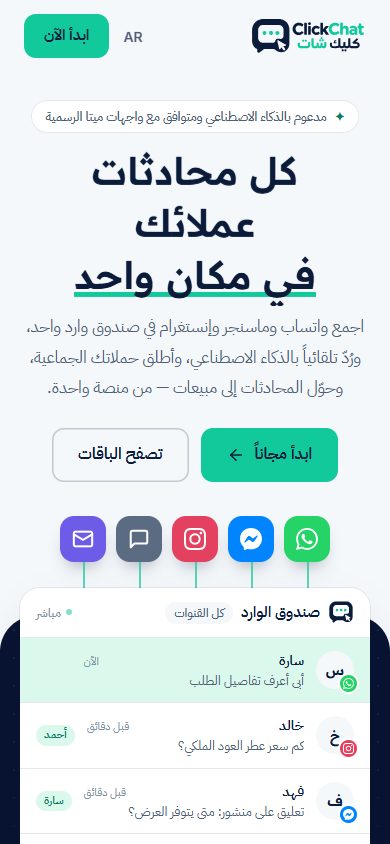 ClickChat
كليك شات
AR
ابدأ الآن
مدعوم بالذكاء الاصطناعي ومتوافق مع واجهات ميتا الرسمية
كل محادثات
عملائك
في مكان واحد
اجمع واتساب وماسنجر وإنستغرام في صندوق وارد واحد،
ورُدّ تلقائياً بالذكاء الاصطناعي، وأطلق حملاتك الجماعية،
وحوّل المحادثات إلى مبيعات — من منصة واحدة.
ابدأ مجاناً ←
تصفح الباقات
صندوق الوارد
كل القنوات
مباشر
س
سارة
الآن
أبي أعرف تفاصيل الطلب
خ
خالد
قبل دقائق
أحمد
كم سعر عطر العود الملكي؟
ف
فهد
قبل دقائق
سارة
تعليق على منشور: متى يتوفر العرض؟